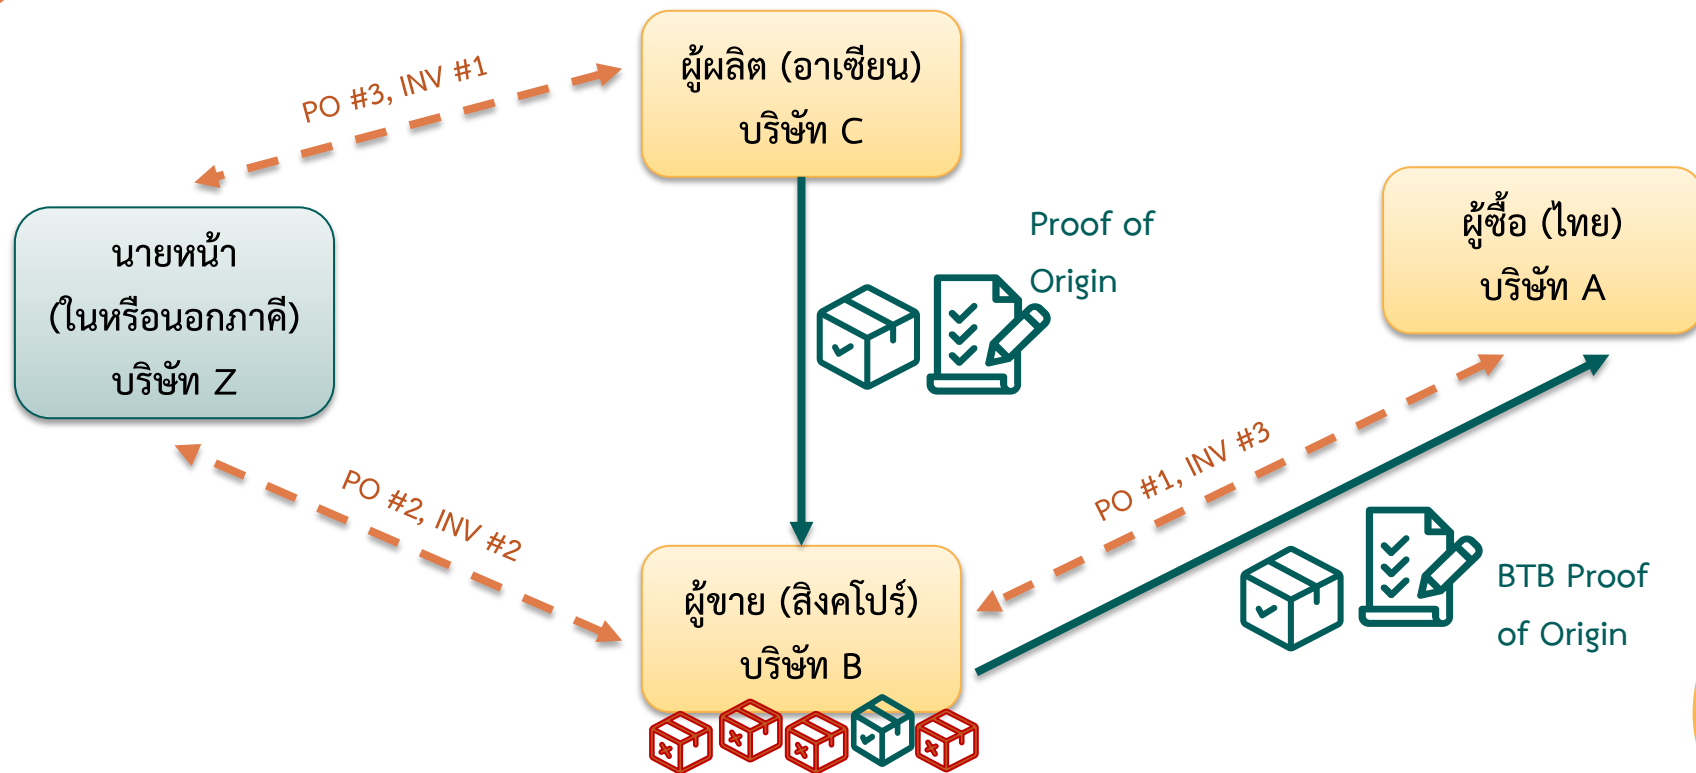 ผู้ผลิต (อาเซียน)
บริษัท C
PO #3, INV #1
นายหน้า
(ในหรือนอกภาคี)
บริษัท Z
Proof of
Origin
ผู้ซื้อ (ไทย)
บริษัท A
PO #2, INV #2
PO #1, INV #3
ผู้ขาย (สิงคโปร์)
บริษัท B
BTB Proof
of Origin